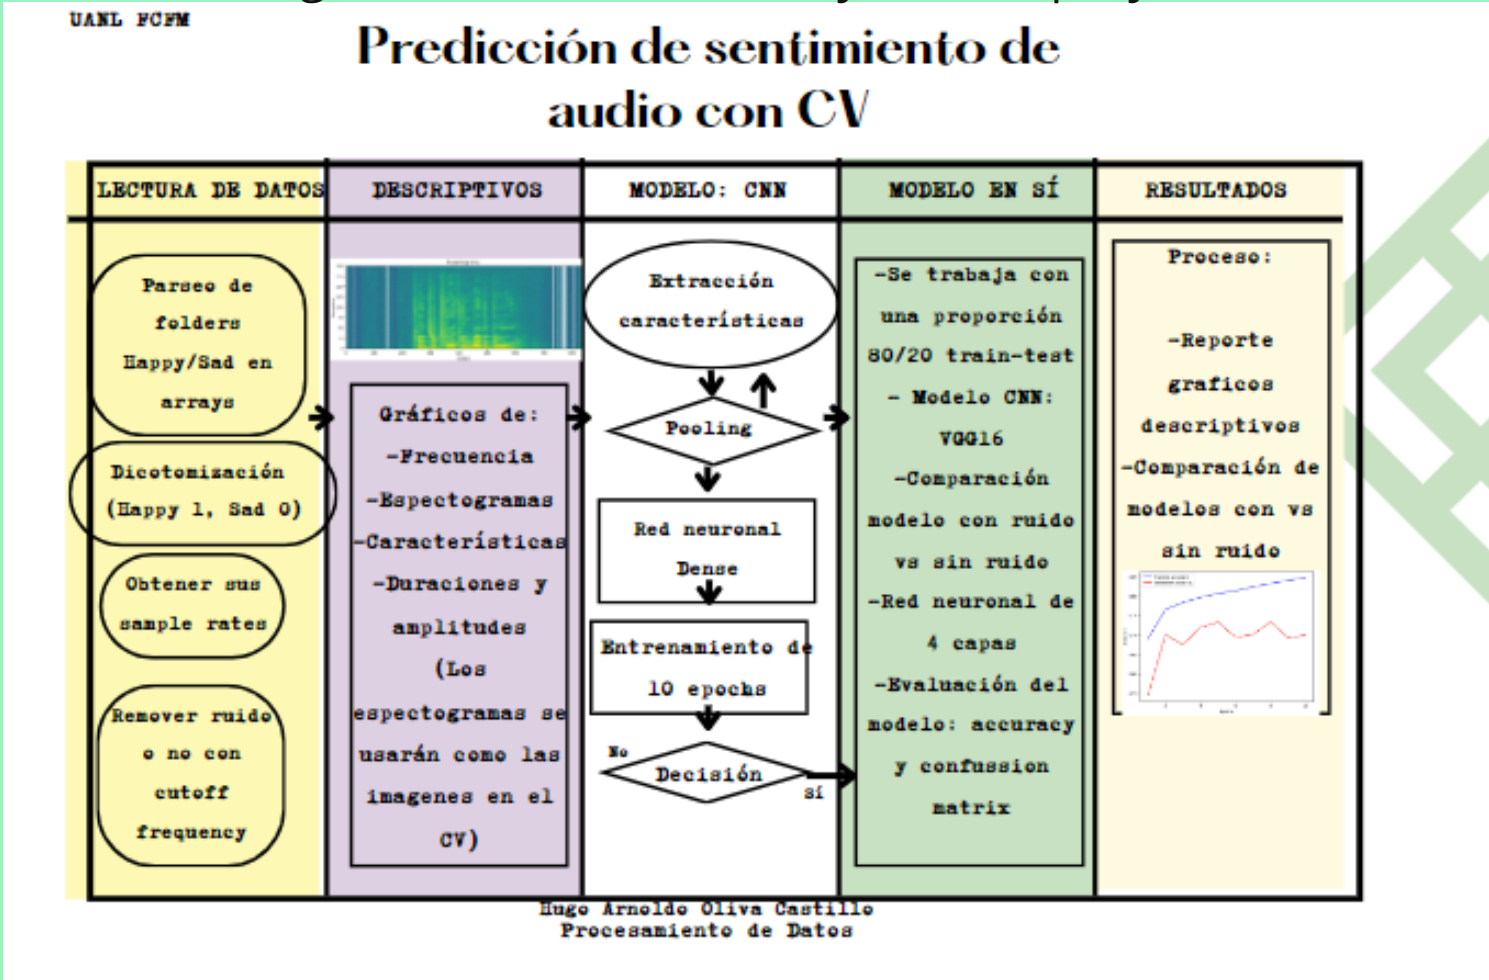 UANL FCFM
Predicción de sentimiento de
audio con CV
LECTURA DE DATOS
DESCRIPTIVOS
MODELO: CNN
MODELO EN SÍ
RESULTADOS
Parseo de
folders
Happy/Sad en
arrays
Dicotomización
(Happy 1, Sad 0)
Obtener sus
sample rates
Remover ruido
o no con
cutoff
frequency
Gráficos de:
-Frecuencia
-Espectogramas
-Características
-Duraciones y
amplitudes
(Los
espectogramas se
usarán como las
imagenes en el
CV)
Extracción
características
Pooling
Red neuronal
Dense
Entrenamiento de
10 epochs
No
Decisión
sí
-Se trabaja con
una proporción
80/20 train-test
- Modelo CNN:
VGG16
-Comparación
modelo con ruido
vs sin ruido
-Red neuronal de
4 capas
-Evaluación del
modelo: accuracy
y confussion
matrix
Proceso:
-Reporte
graficos
descriptivos
-Comparación de
modelos con vs
sin ruido
Hugo Arnoldo Oliva Castillo
Procesamiento de Datos